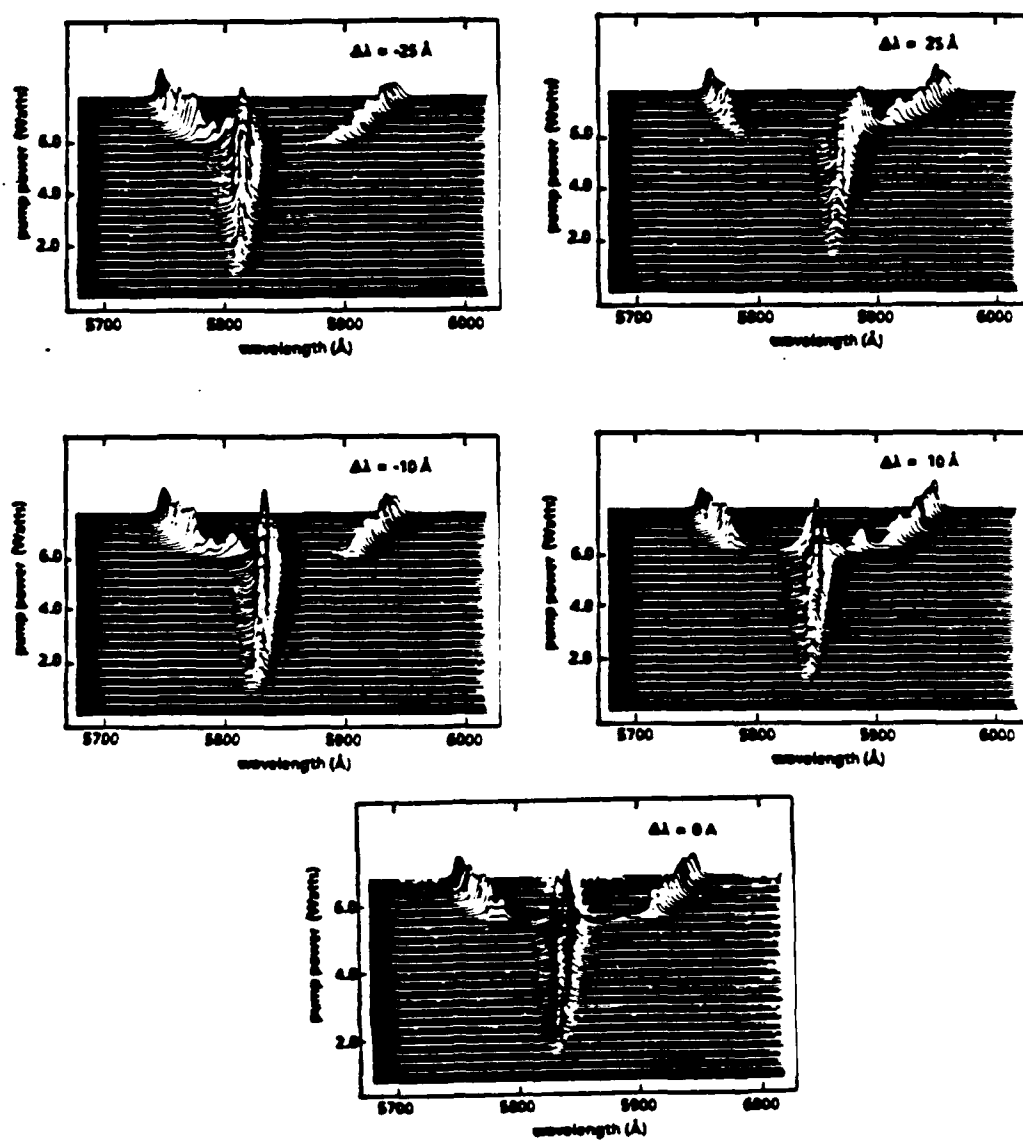 Δλ = -25 Å
pump power (Watts)
6.0
4.0
2.0
5700 5800 5900 6000
wavelength (Å)
Δλ = 25 Å
pump power (Watts)
6.0
4.0
2.0
5700 5800 5900 6000
wavelength (Å)
Δλ = -10 Å
pump power (Watts)
6.0
4.0
2.0
5700 5800 5900 6000
wavelength (Å)
Δλ = 10 Å
pump power (Watts)
6.0
4.0
2.0
5700 5800 5900 6000
wavelength (Å)
Δλ = 0 Å
pump power (Watts)
6.0
4.0
2.0
5700 5800 5900 6000
wavelength (Å)